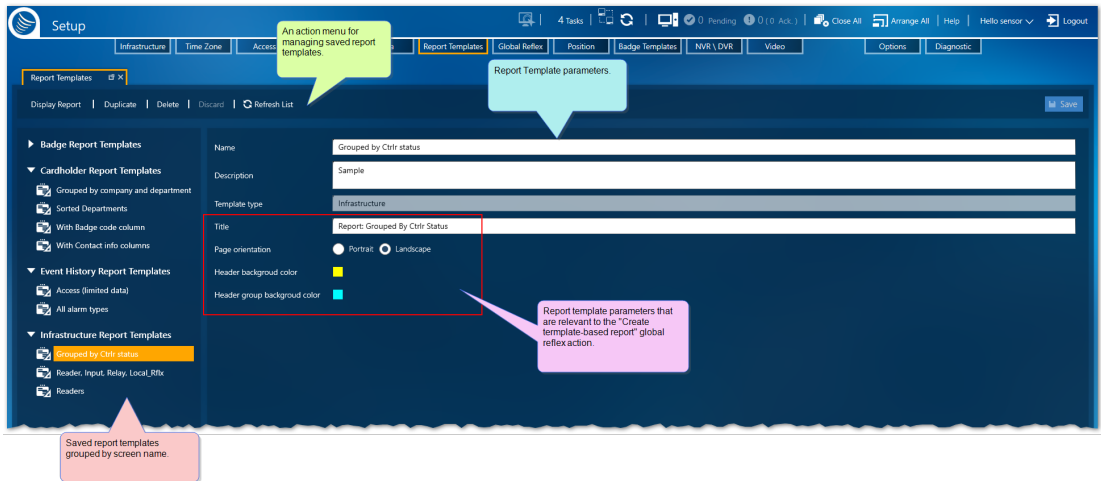 Setup
4 Tasks
0 Pending
0 ( 0 Ack. )
Close All
Arrange All
Help
Hello sensor
Logout
Infrastructure
Time Zone
Access
Report Templates
Global Reflex
Position
Badge Templates
NVR \ DVR
Video
Options
Diagnostic
An action menu for
managing saved report
templates.
Report Template parameters.
Report Templates
Display Report
Duplicate
Delete
Discard
Refresh List
Save
Badge Report Templates
Cardholder Report Templates
Grouped by company and department
Sorted Departments
With Badge code column
With Contact info columns
Event History Report Templates
Access (limited data)
All alarm types
Infrastructure Report Templates
Grouped by Ctrlr status
Reader, Input, Relay, Local_Rflx
Readers
Name
Grouped by Ctrlr status
Description
Sample
Template type
Infrastructure
Title
Report: Grouped By Ctrlr Status
Page orientation
Portrait
Landscape
Header backgroud color
Header group backgroud color
Report template parameters that
are relevant to the "Create
termplate-based report" global
reflex action.
Saved report templates
grouped by screen name.